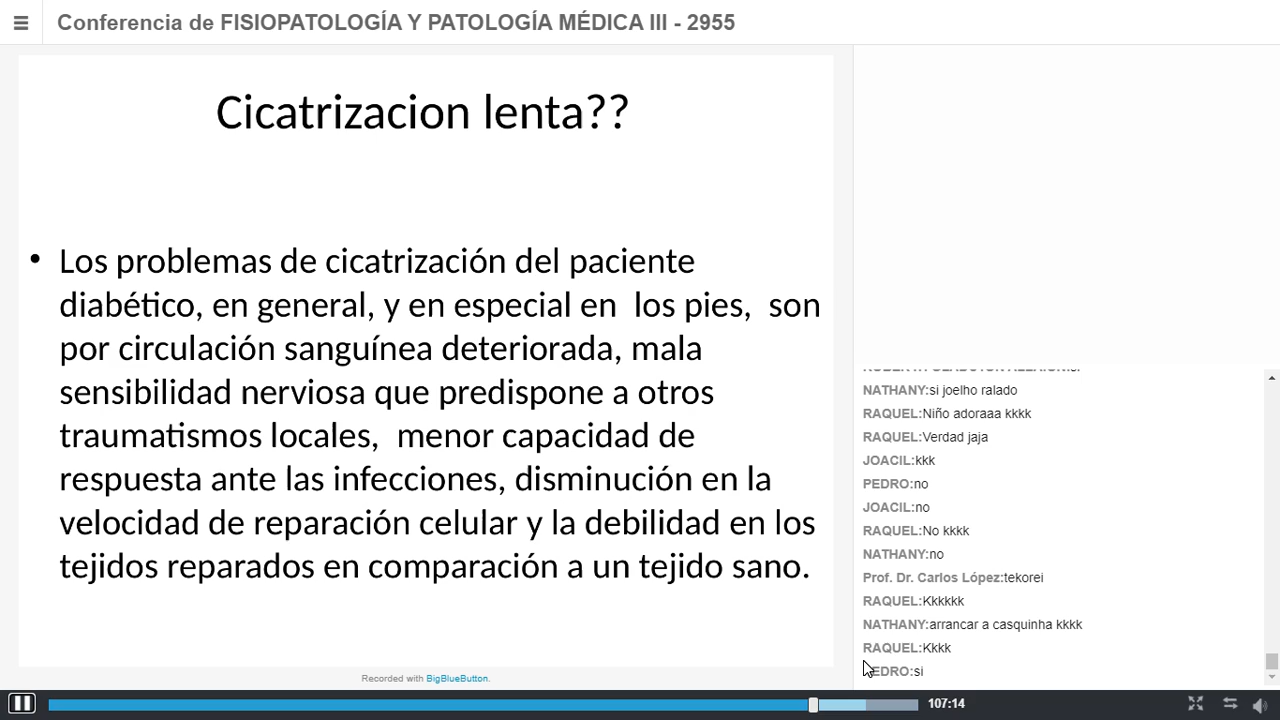 Conferencia de FISIOPATOLOGÍA Y PATOLOGÍA MÉDICA III - 2955
Cicatrizacion lenta??
• Los problemas de cicatrización del paciente
diabético, en general, y en especial en los pies, son
por circulación sanguínea deteriorada, mala
sensibilidad nerviosa que predispone a otros
traumatismos locales, menor capacidad de
respuesta ante las infecciones, disminución en la
velocidad de reparación celular y la debilidad en los
tejidos reparados en comparación a un tejido sano.
Recorded with BigBlueButton.
NATHANY:si joelho ralado
RAQUEL:Niño adoraaa kkkk
RAQUEL:Verdad jaja
JOACIL:kkk
PEDRO:no
JOACIL:no
RAQUEL:No kkkk
NATHANY:no
Prof. Dr. Carlos López:tekorei
RAQUEL:Kkkkkk
NATHANY:arrancar a casquinha kkkk
RAQUEL:Kkkk
PEDRO:si
107:14